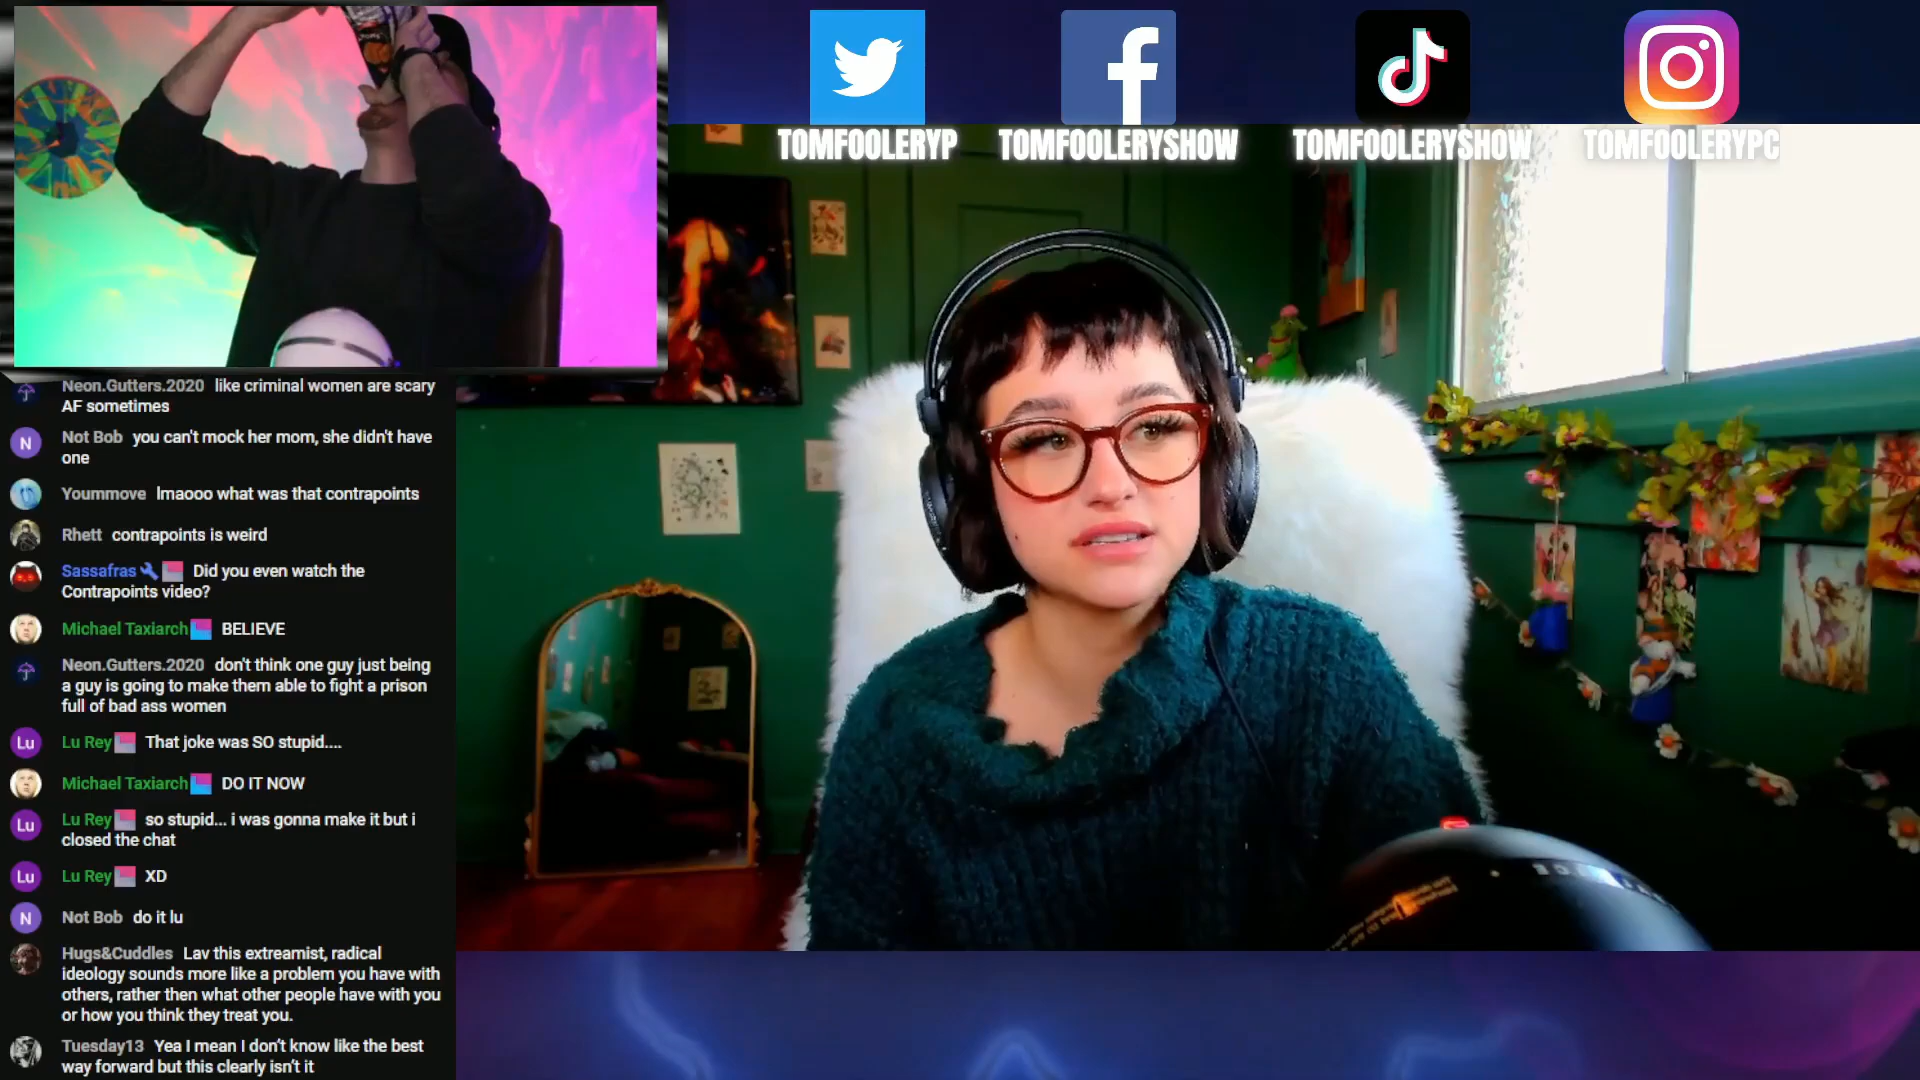 TOMFOOLERYP
TOMFOOLERYSHOW
TOMFOOLERYSHOW
TOMFOOLERYPC
Neon.Gutters.2020 like criminal women are scary
AF sometimes
N
Not Bob you can't mock her mom, she didn't have
one
Yoummove lmaooo what was that contrapoints
Rhett contrapoints is weird
Sassafras Did you even watch the
Contrapoints video?
Michael Taxiarch BELIEVE
Neon.Gutters.2020 don't think one guy just being
a guy is going to make them able to fight a prison
full of bad ass women
Lu
Lu Rey That joke was SO stupid....
Michael Taxiarch DO IT NOW
Lu
Lu Rey so stupid... i was gonna make it but i
closed the chat
Lu
Lu Rey XD
N
Not Bob do it lu
Hugs&Cuddles Lav this extreamist, radical
ideology sounds more like a problem you have with
others, rather then what other people have with you
or how you think they treat you.
Tuesday13 Yea I mean I don't know like the best
way forward but this clearly isn't it